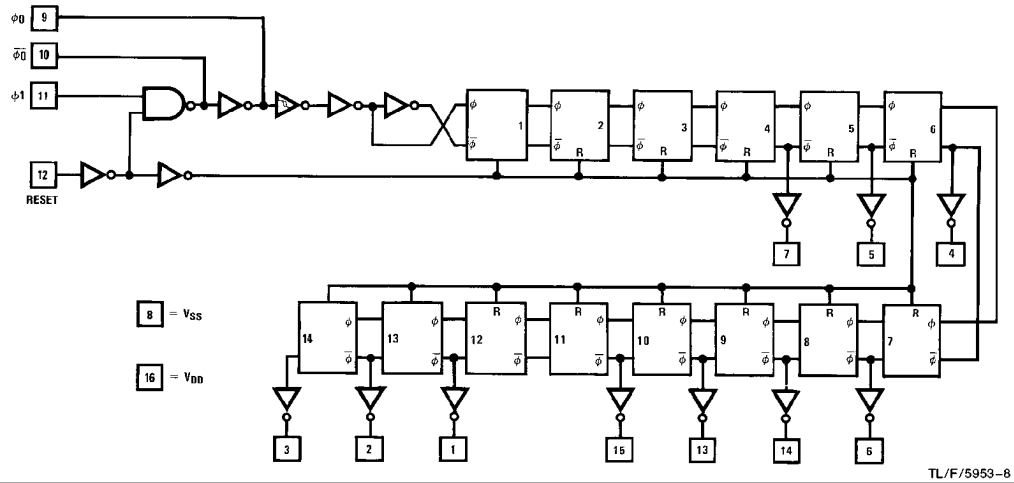 ϕ0 9
ϕ̅0̅ 10
ϕ1 11
12
RESET
ϕ ϕ̅ 1
2 R
3 R
ϕ ϕ̅ 4 R
ϕ ϕ̅ 5 R
ϕ ϕ̅ 6 R
7
5
4
8 = VSS
16 = VDD
14 ϕ ϕ̅
13 ϕ ϕ̅
12 R ϕ ϕ̅
11 R
10 R
9 R ϕ ϕ̅
8 R ϕ ϕ̅
7 R ϕ ϕ̅
3
2
1
15
13
14
6
TL/F/5953–8